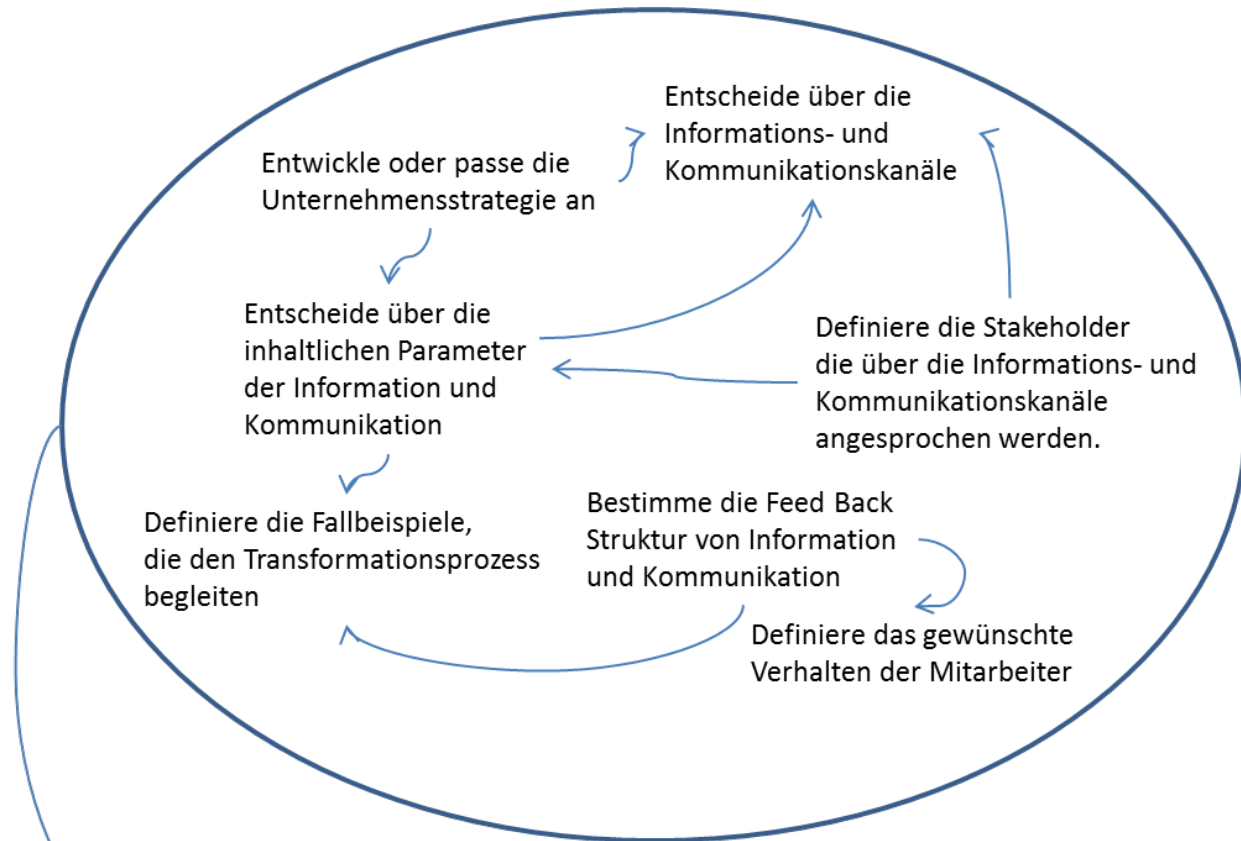 Entscheide über die
Informations- und
Kommunikationskanäle
Entwickle oder passe die
Unternehmensstrategie an
Entscheide über die
inhaltlichen Parameter
der Information und
Kommunikation
Definiere die Stakeholder
die über die Informations- und
Kommunikationskanäle
angesprochen werden.
Definiere die Fallbeispiele,
die den Transformationsprozess
begleiten
Bestimme die Feed Back
Struktur von Information
und Kommunikation
Definiere das gewünschte
Verhalten der Mitarbeiter